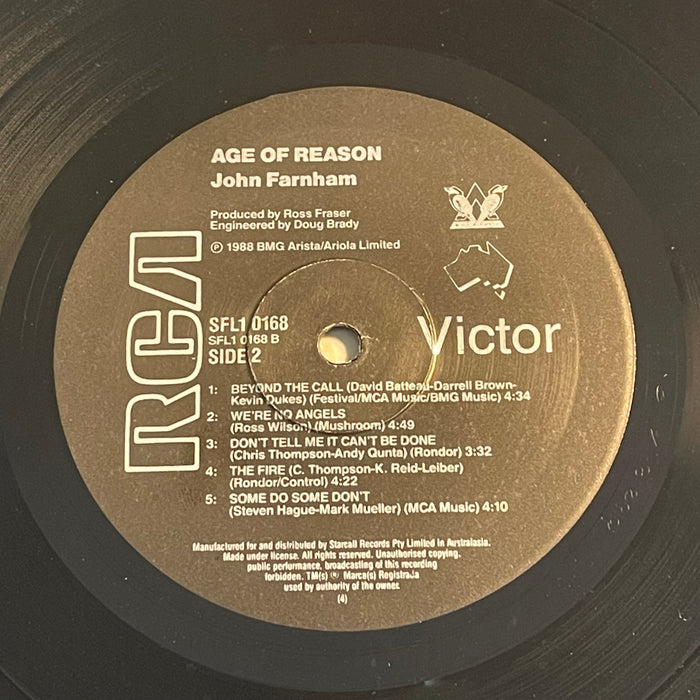 AGE OF REASON
John Farnham
Produced by Ross Fraser
Engineered by Doug Brady
Ⓟ 1988 BMG Arista/Ariola Limited
RCA
SFL1 0168
SFL1 0168 B
SIDE 2
Victor
1: BEYOND THE CALL (David Batteau-Darrell Brown-
Kevin Dukes) (Festival/MCA Music/BMG Music) 4:34
2: WE'RE NO ANGELS
(Ross Wilson) (Mushroom) 4:49
3: DON'T TELL ME IT CAN'T BE DONE
(Chris Thompson-Andy Qunta) (Rondor) 3:32
4: THE FIRE (C. Thompson-K. Reid-Leiber)
(Rondor/Control) 4:22
5: SOME DO SOME DON'T
(Steven Hague-Mark Mueller) (MCA Music) 4:10
Manufactured for and distributed by Starcall Records Pty Limited in Australasia.
Made under license. All rights reserved. Unauthorised copying,
public performance, broadcasting of this recording
forbidden. TM(s) ® Marca(s) Registrada
used by authority of the owner.
(4)